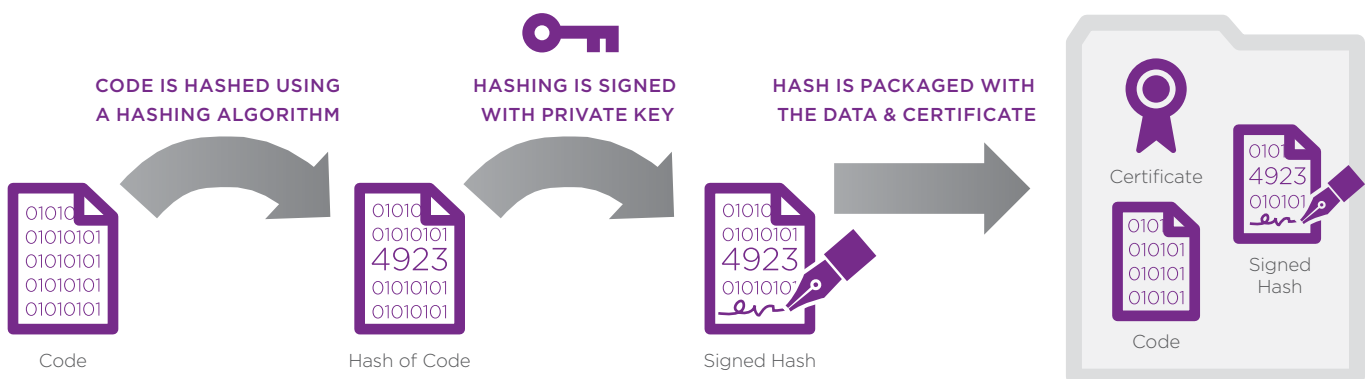 CODE IS HASHED USING
A HASHING ALGORITHM
HASHING IS SIGNED
WITH PRIVATE KEY
HASH IS PACKAGED WITH
THE DATA & CERTIFICATE
01010
01010101
01010101
01010101
01010101
Code
01010
01010101
4923
01010101
01010101
Hash of Code
01010
01010101
4923
01010101
Signed Hash
Certificate
0101
4923
010101
Signed
Hash
010
010101
010101
010101
Code